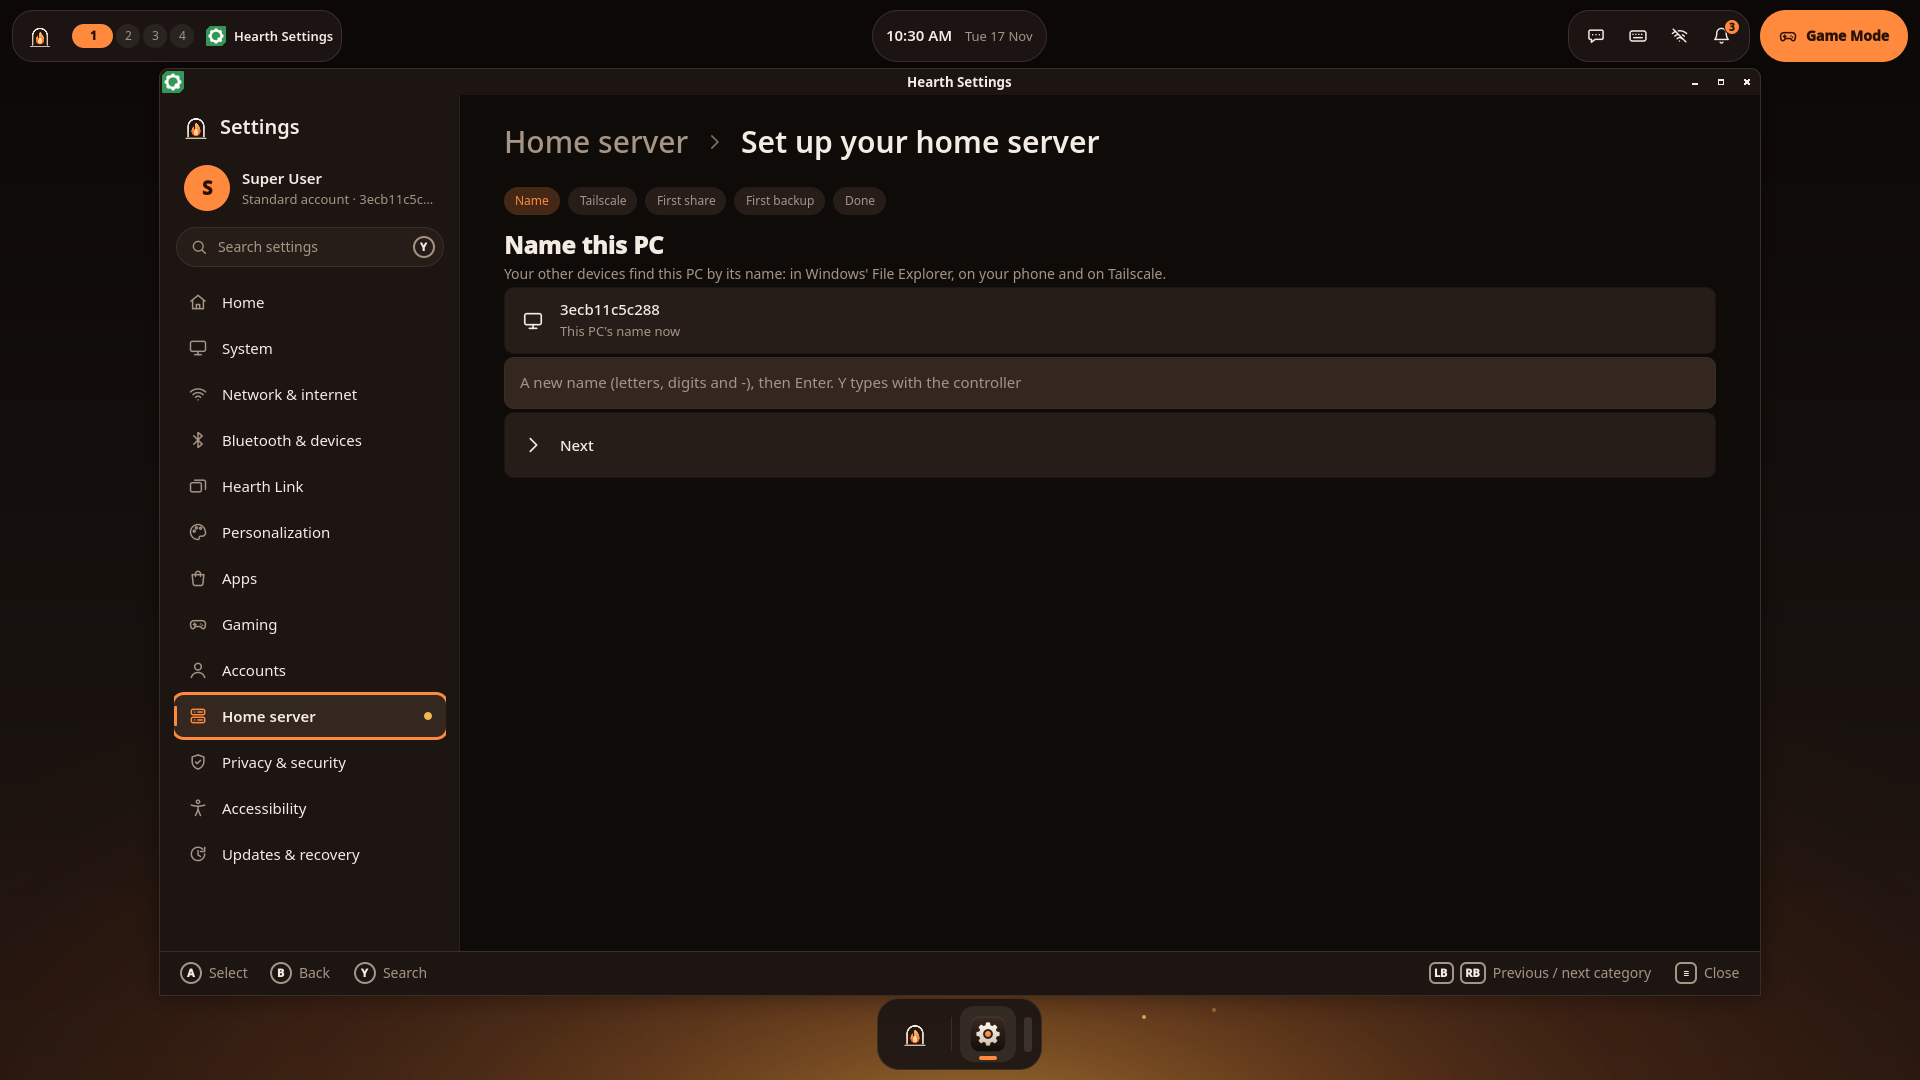 1 2 3 4 Hearth Settings
10:30 AM Tue 17 Nov
3
Game Mode
Hearth Settings
Settings
S
Super User
Standard account · 3ecb11c5c...
Search settings Y
Home
System
Network & internet
Bluetooth & devices
Hearth Link
Personalization
Apps
Gaming
Accounts
Home server
Privacy & security
Accessibility
Updates & recovery
Home server > Set up your home server
Name Tailscale First share First backup Done
Name this PC
Your other devices find this PC by its name: in Windows' File Explorer, on your phone and on Tailscale.
3ecb11c5c288
This PC's name now
A new name (letters, digits and -), then Enter. Y types with the controller
Next
A Select B Back Y Search
LB RB Previous / next category ≡ Close